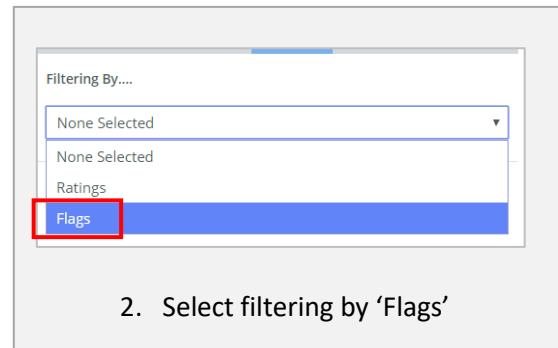 Filtering By....
None Selected
None Selected
Ratings
Flags
2. Select filtering by ‘Flags’